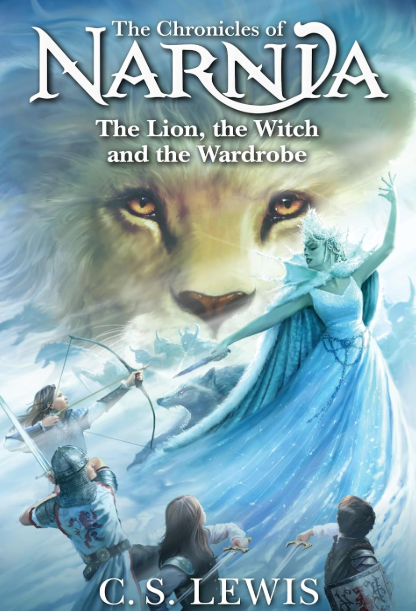 The Chronicles of
NARNIA
The Lion, the Witch
and the Wardrobe
C. S. LEWIS